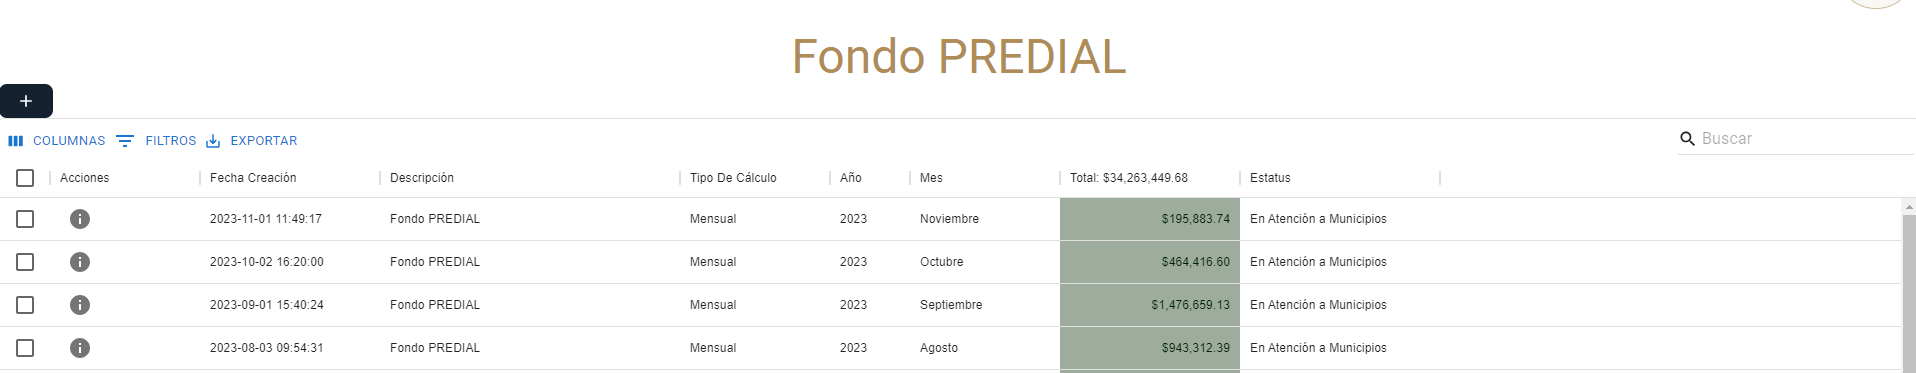 Fondo PREDIAL
+
COLUMNAS FILTROS EXPORTAR Buscar
Acciones Fecha Creación Descripción Tipo De Cálculo Año Mes Total: $34,263,449.68 Estatus
2023-11-01 11:49:17 Fondo PREDIAL Mensual 2023 Noviembre $195,883.74 En Atención a Municipios
2023-10-02 16:20:00 Fondo PREDIAL Mensual 2023 Octubre $464,416.60 En Atención a Municipios
2023-09-01 15:40:24 Fondo PREDIAL Mensual 2023 Septiembre $1,476,659.13 En Atención a Municipios
2023-08-03 09:54:31 Fondo PREDIAL Mensual 2023 Agosto $943,312.39 En Atención a Municipios